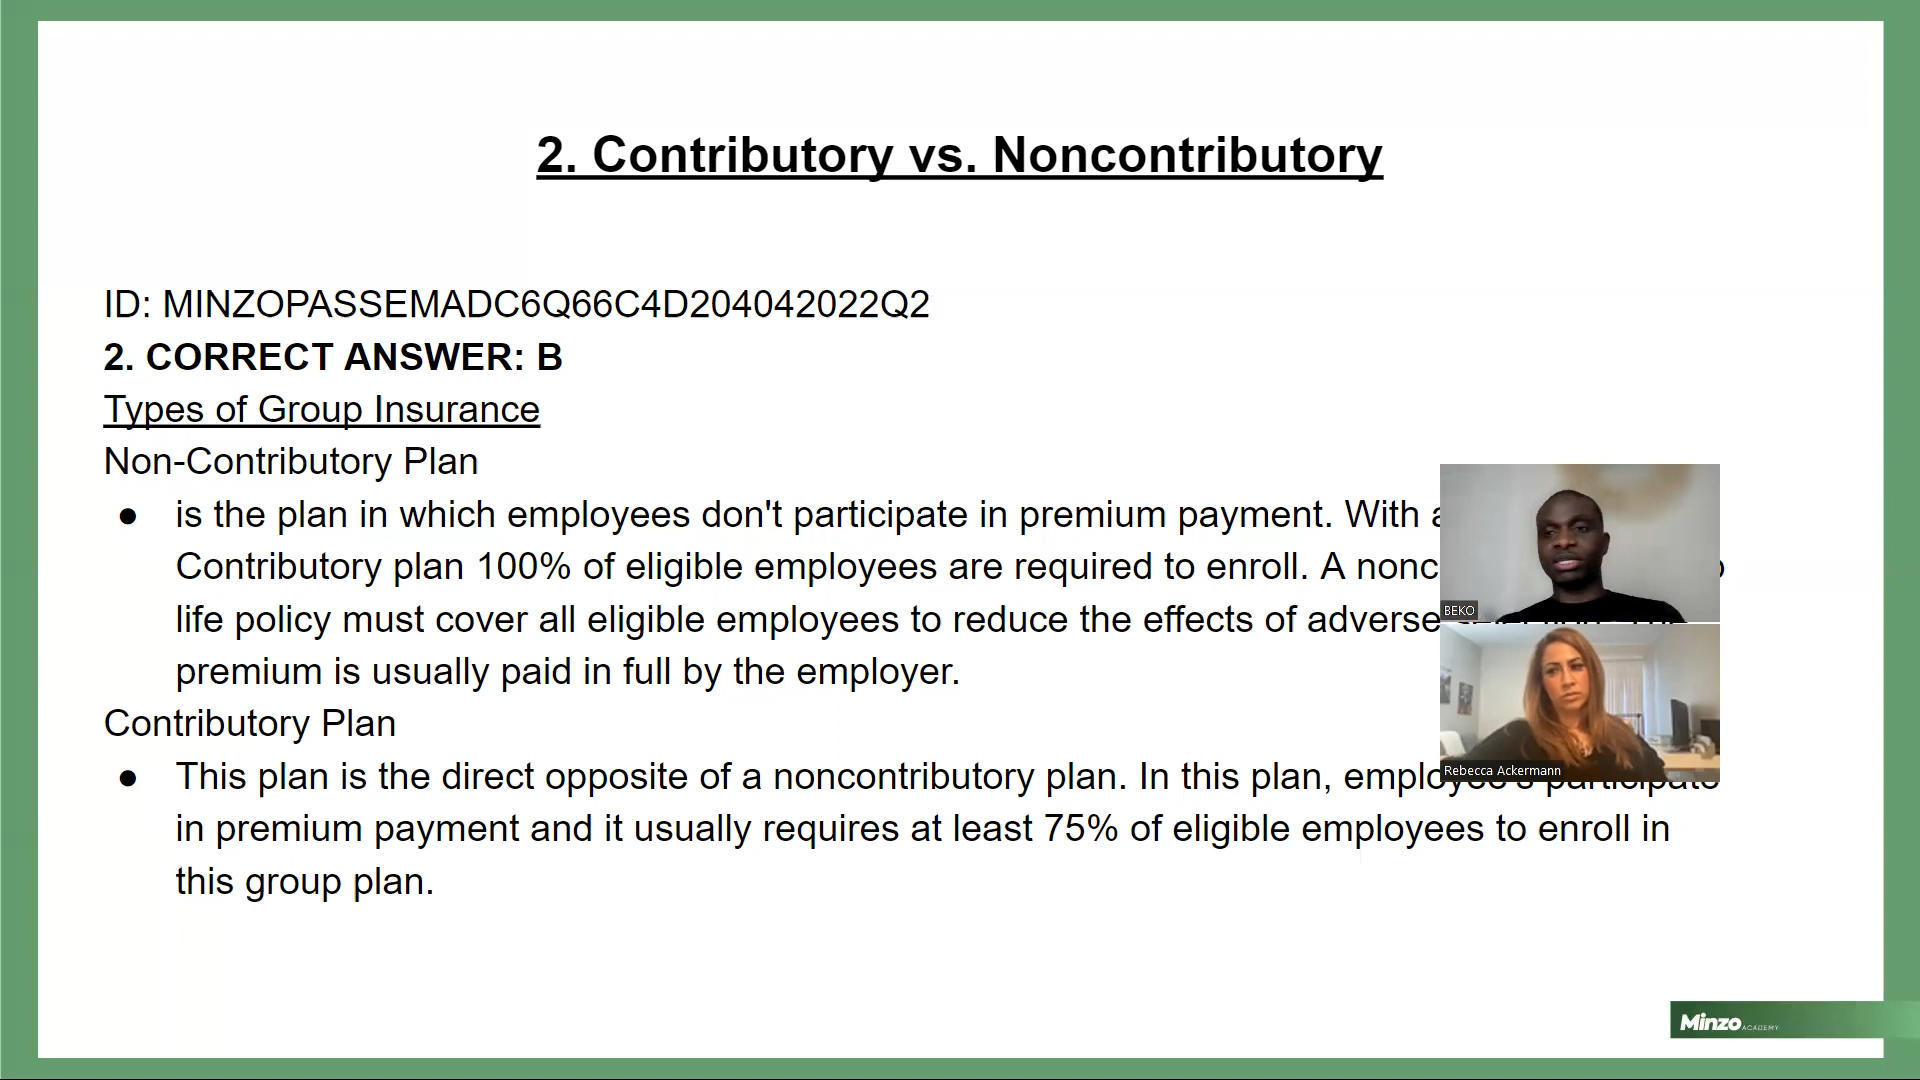 2. Contributory vs. Noncontributory
ID: MINZOPASSEMADC6Q66C4D204042022Q2
2. CORRECT ANSWER: B
Types of Group Insurance
Non-Contributory Plan
● is the plan in which employees don't participate in premium payment. With
Contributory plan 100% of eligible employees are required to enroll. A
life policy must cover all eligible employees to reduce the effects of adverse
premium is usually paid in full by the employer.
Contributory Plan
● This plan is the direct opposite of a noncontributory plan. In this plan, employee's participate
in premium payment and it usually requires at least 75% of eligible employees to enroll in
this group plan.
BEKO
Rebecca Ackermann
Minzo ACADEMY